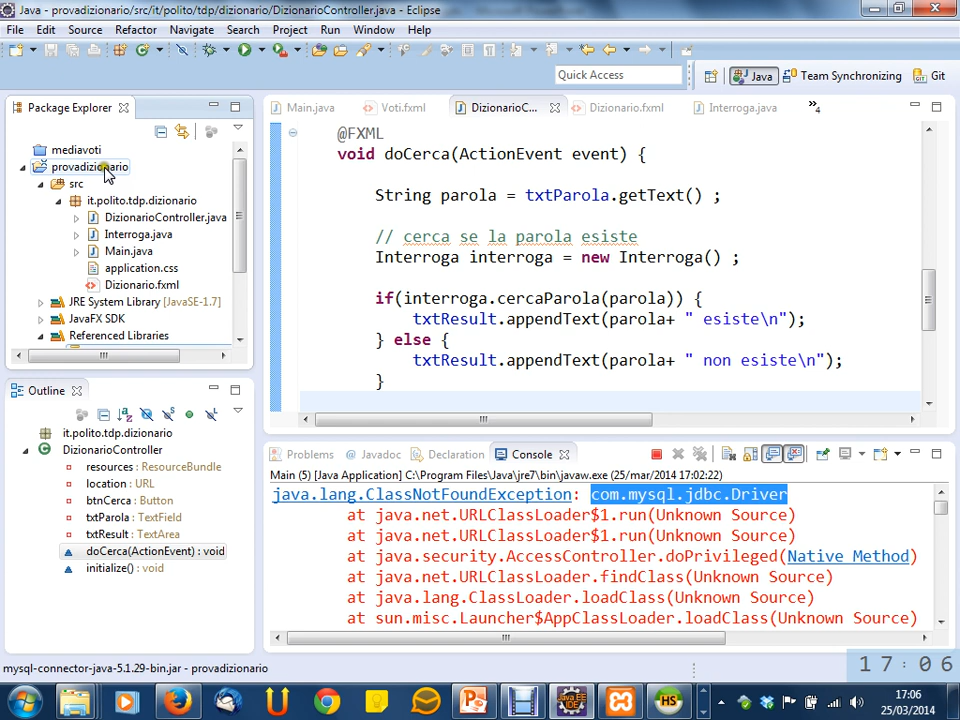 Java - provadizionario/src/it/polito/tdp/dizionario/DizionarioController.java - Eclipse
File Edit Source Refactor Navigate Search Project Run Window Help
Quick Access
Java Team Synchronizing Git
Package Explorer
mediavoti
provadizionario
src
it.polito.tdp.dizionario
DizionarioController.java
Interroga.java
Main.java
application.css
Dizionario.fxml
JRE System Library [JavaSE-1.7]
JavaFX SDK
Referenced Libraries
Outline
it.polito.tdp.dizionario
DizionarioController
resources : ResourceBundle
location : URL
btnCerca : Button
txtParola : TextField
txtResult : TextArea
doCerca(ActionEvent) : void
initialize() : void
Main.java Voti.fxml DizionarioC... Dizionario.fxml Interroga.java »4
@FXML
void doCerca(ActionEvent event) {
String parola = txtParola.getText() ;
// cerca se la parola esiste
Interroga interroga = new Interroga() ;
if(interroga.cercaParola(parola)) {
txtResult.appendText(parola+ " esiste\n");
} else {
txtResult.appendText(parola+ " non esiste\n");
}
Problems Javadoc Declaration Console
Main (5) [Java Application] C:\Program Files\Java\jre7\bin\javaw.exe (25/mar/2014 17:02:22)
java.lang.ClassNotFoundException: com.mysql.jdbc.Driver
at java.net.URLClassLoader$1.run(Unknown Source)
at java.net.URLClassLoader$1.run(Unknown Source)
at java.security.AccessController.doPrivileged(Native Method)
at java.net.URLClassLoader.findClass(Unknown Source)
at java.lang.ClassLoader.loadClass(Unknown Source)
at sun.misc.Launcher$AppClassLoader.loadClass(Unknown Source)
mysql-connector-java-5.1.29-bin.jar - provadizionario
17:06
17:06
25/03/2014